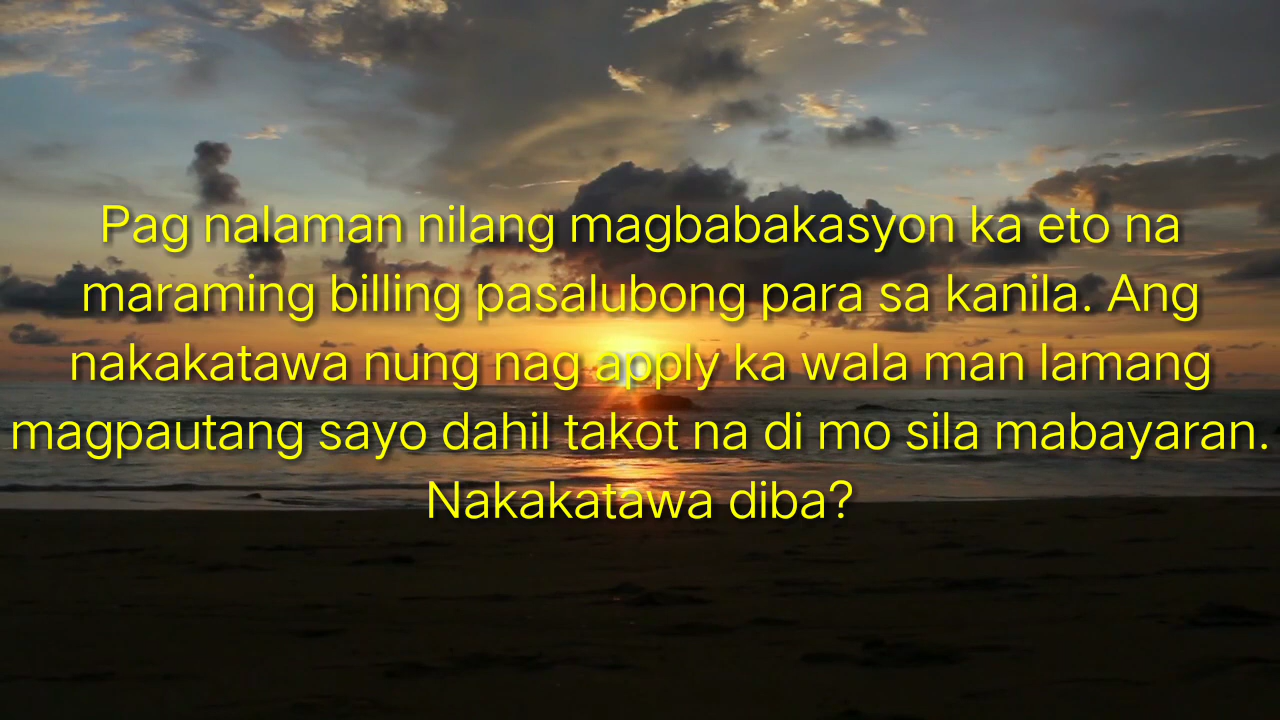 Pag nalaman nilang magbabakasyon ka eto na
maraming billing pasalubong para sa kanila. Ang
nakakatawa nung nag apply ka wala man lamang
magpautang sayo dahil takot na di mo sila mabayaran.
Nakakatawa diba?